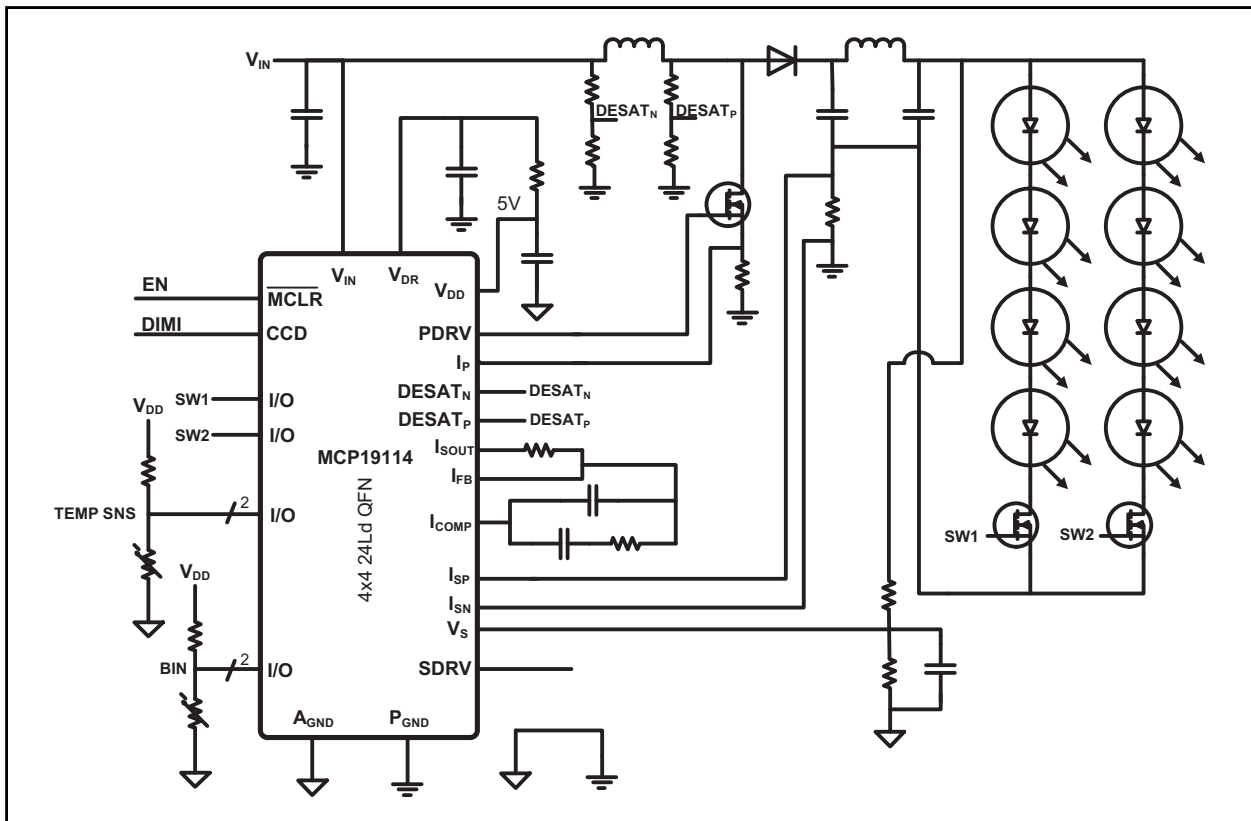 VIN
DESATN
DESATP
5V
VIN
VDR
VDD
EN
MCLR
DIMI
CCD
PDRV
IP
SW1
I/O
DESATN
DESATN
VDD
SW2
I/O
DESATP
DESATP
MCP19114
4x4 24Ld QFN
ISOUT
IFB
TEMP SNS
2
I/O
ICOMP
SW1
SW2
VDD
ISP
ISN
VS
BIN
2
I/O
SDRV
AGND
PGND